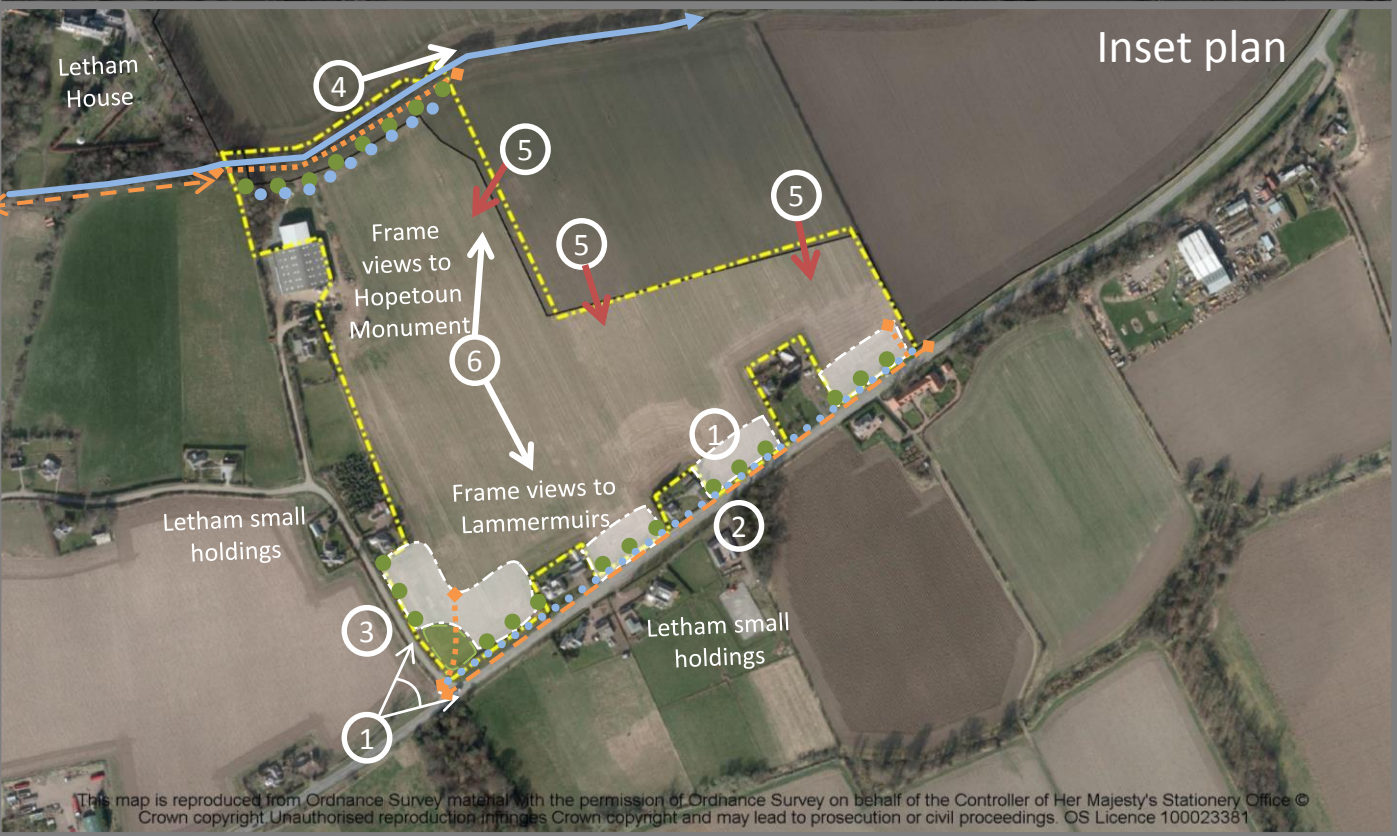 Inset plan
Letham
House
4
5
5
5
Frame
views to
Hopetoun
Monument
6
1
Frame views to
Lammermuirs
Letham small
holdings
2
3
Letham small
holdings
1
This map is reproduced from Ordnance Survey material with the permission of Ordnance Survey on behalf of the Controller of Her Majesty's Stationery Office ©
Crown copyright Unauthorised reproduction infringes Crown copyright and may lead to prosecution or civil proceedings. OS Licence 100023381